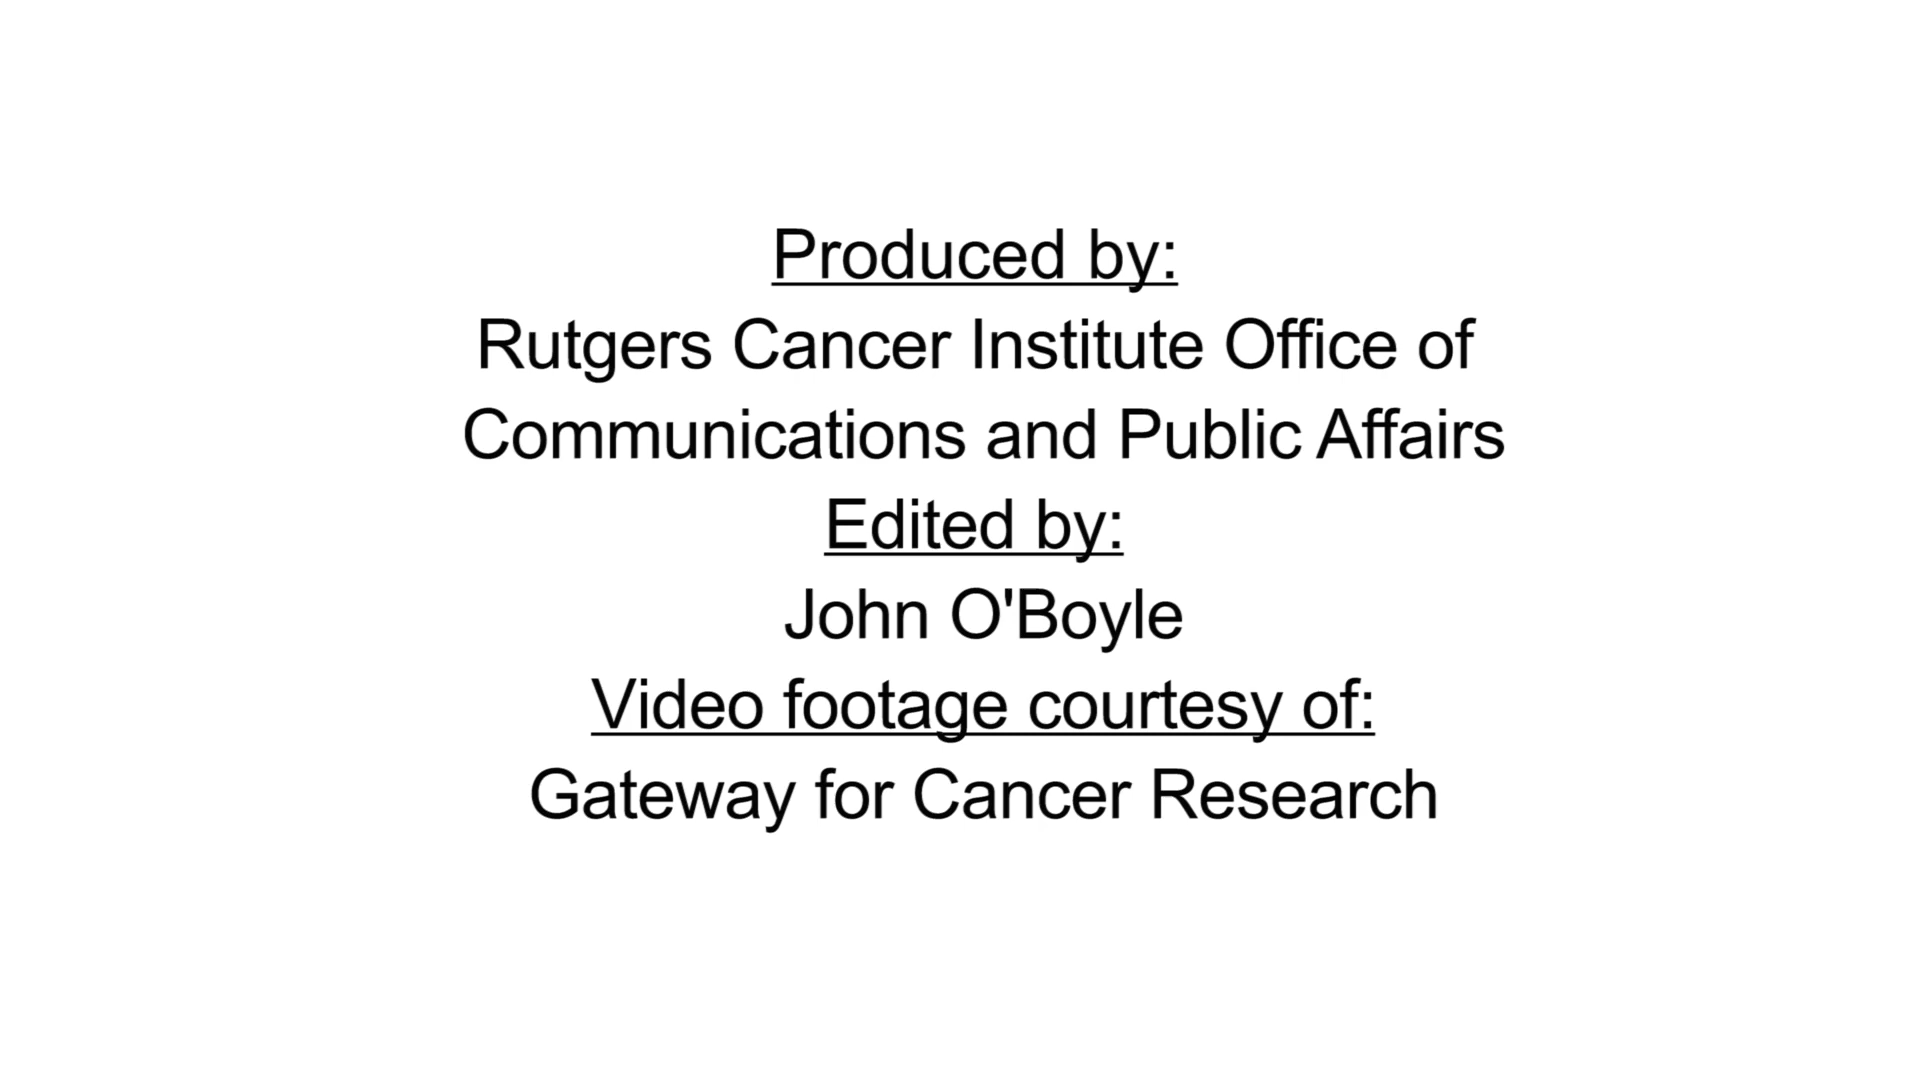 Produced by:
Rutgers Cancer Institute Office of
Communications and Public Affairs
Edited by:
John O'Boyle
Video footage courtesy of:
Gateway for Cancer Research